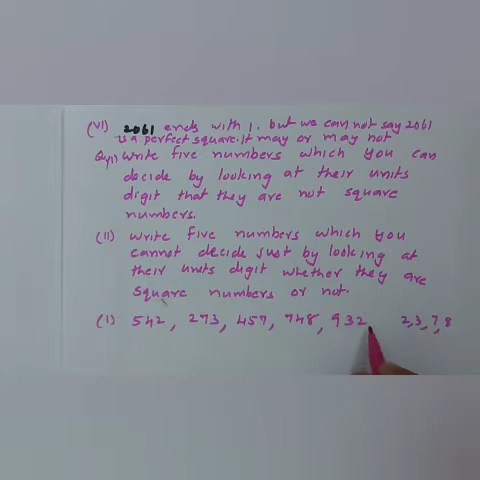 (VI) 2061 ends with 1. but we can not say 2061
is a perfect square. It may or may not
Qy1) Write five numbers which you can
decide by looking at their units
digit that they are not square
numbers.
(II) Write five numbers which you
cannot decide just by looking at
their units digit whether they are
square numbers or not.
(I) 542, 273, 457, 748, 932, 2,3,7,8